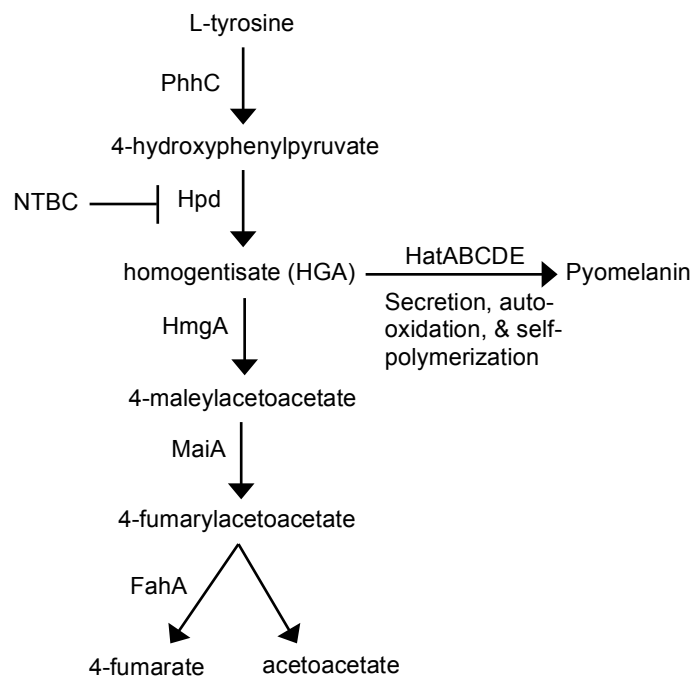 L-tyrosine
PhhC
4-hydroxyphenylpyruvate
NTBC
Hpd
homogentisate (HGA)
HatABCDE
Pyomelanin
Secretion, auto-
oxidation, & self-
polymerization
HmgA
4-maleylacetoacetate
MaiA
4-fumarylacetoacetate
FahA
4-fumarate
acetoacetate